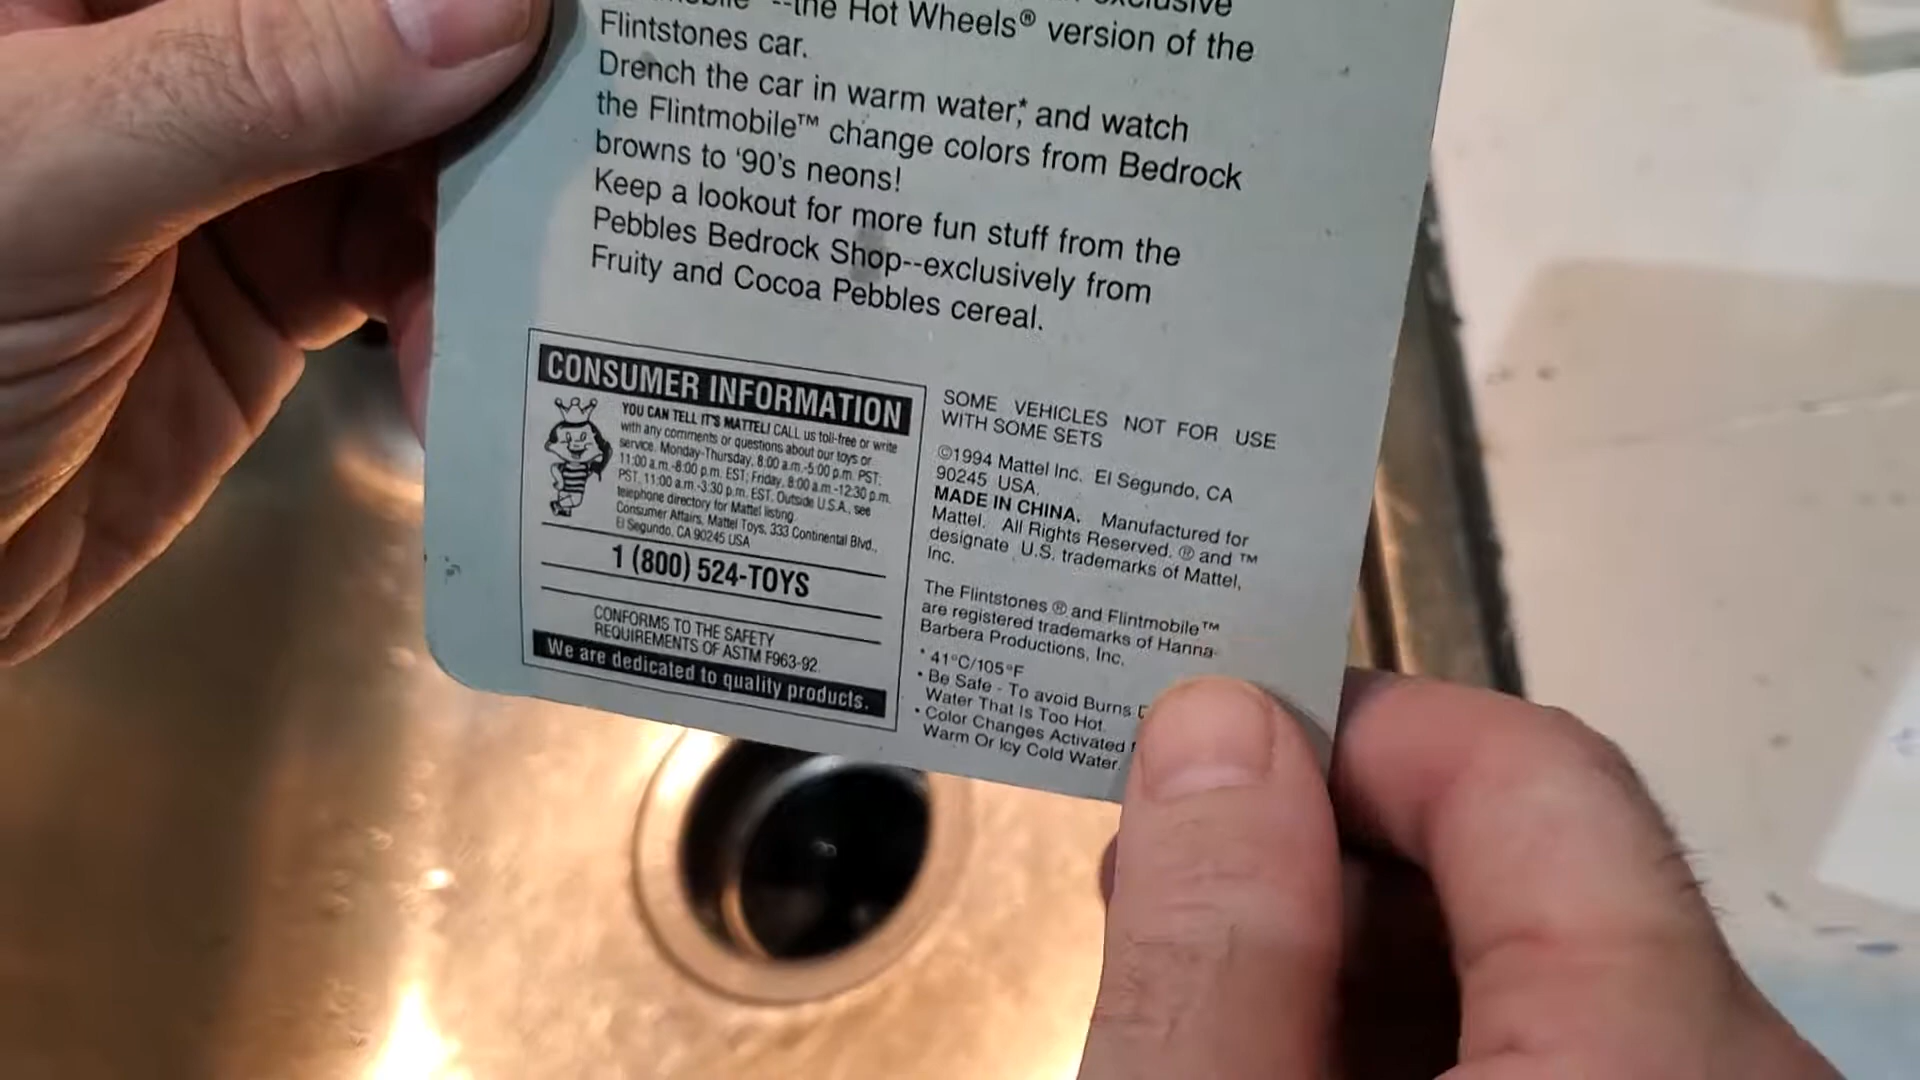 exclusive
--the Hot Wheels® version of the
Flintstones car.
Drench the car in warm water,* and watch
the Flintmobile™ change colors from Bedrock
browns to '90's neons!
Keep a lookout for more fun stuff from the
Pebbles Bedrock Shop--exclusively from
Fruity and Cocoa Pebbles cereal.
CONSUMER INFORMATION
YOU CAN TELL IT'S MATTEL! CALL us toll-free or write
with any comments or questions about our toys or
service. Monday-Thursday, 8:00 a.m.-5:00 p.m. PST;
11:00 a.m.-8:00 p.m. EST; Friday, 8:00 a.m.-12:30 p.m.
PST, 11:00 a.m.-3:30 p.m. EST. Outside U.S.A., see
telephone directory for Mattel listing.
Consumer Affairs, Mattel Toys, 333 Continental Blvd.,
El Segundo, CA 90245 USA
1 (800) 524-TOYS
CONFORMS TO THE SAFETY
REQUIREMENTS OF ASTM F963-92.
We are dedicated to quality products.
SOME VEHICLES NOT FOR USE
WITH SOME SETS
©1994 Mattel Inc. El Segundo, CA
90245 USA.
MADE IN CHINA. Manufactured for
Mattel. All Rights Reserved. ® and ™
designate U.S. trademarks of Mattel,
Inc.
The Flintstones ® and Flintmobile™
are registered trademarks of Hanna-
Barbera Productions, Inc.
* 41°C/105°F
• Be Safe - To avoid Burns
Water That Is Too Hot.
• Color Changes Activated
Warm Or Icy Cold Water.